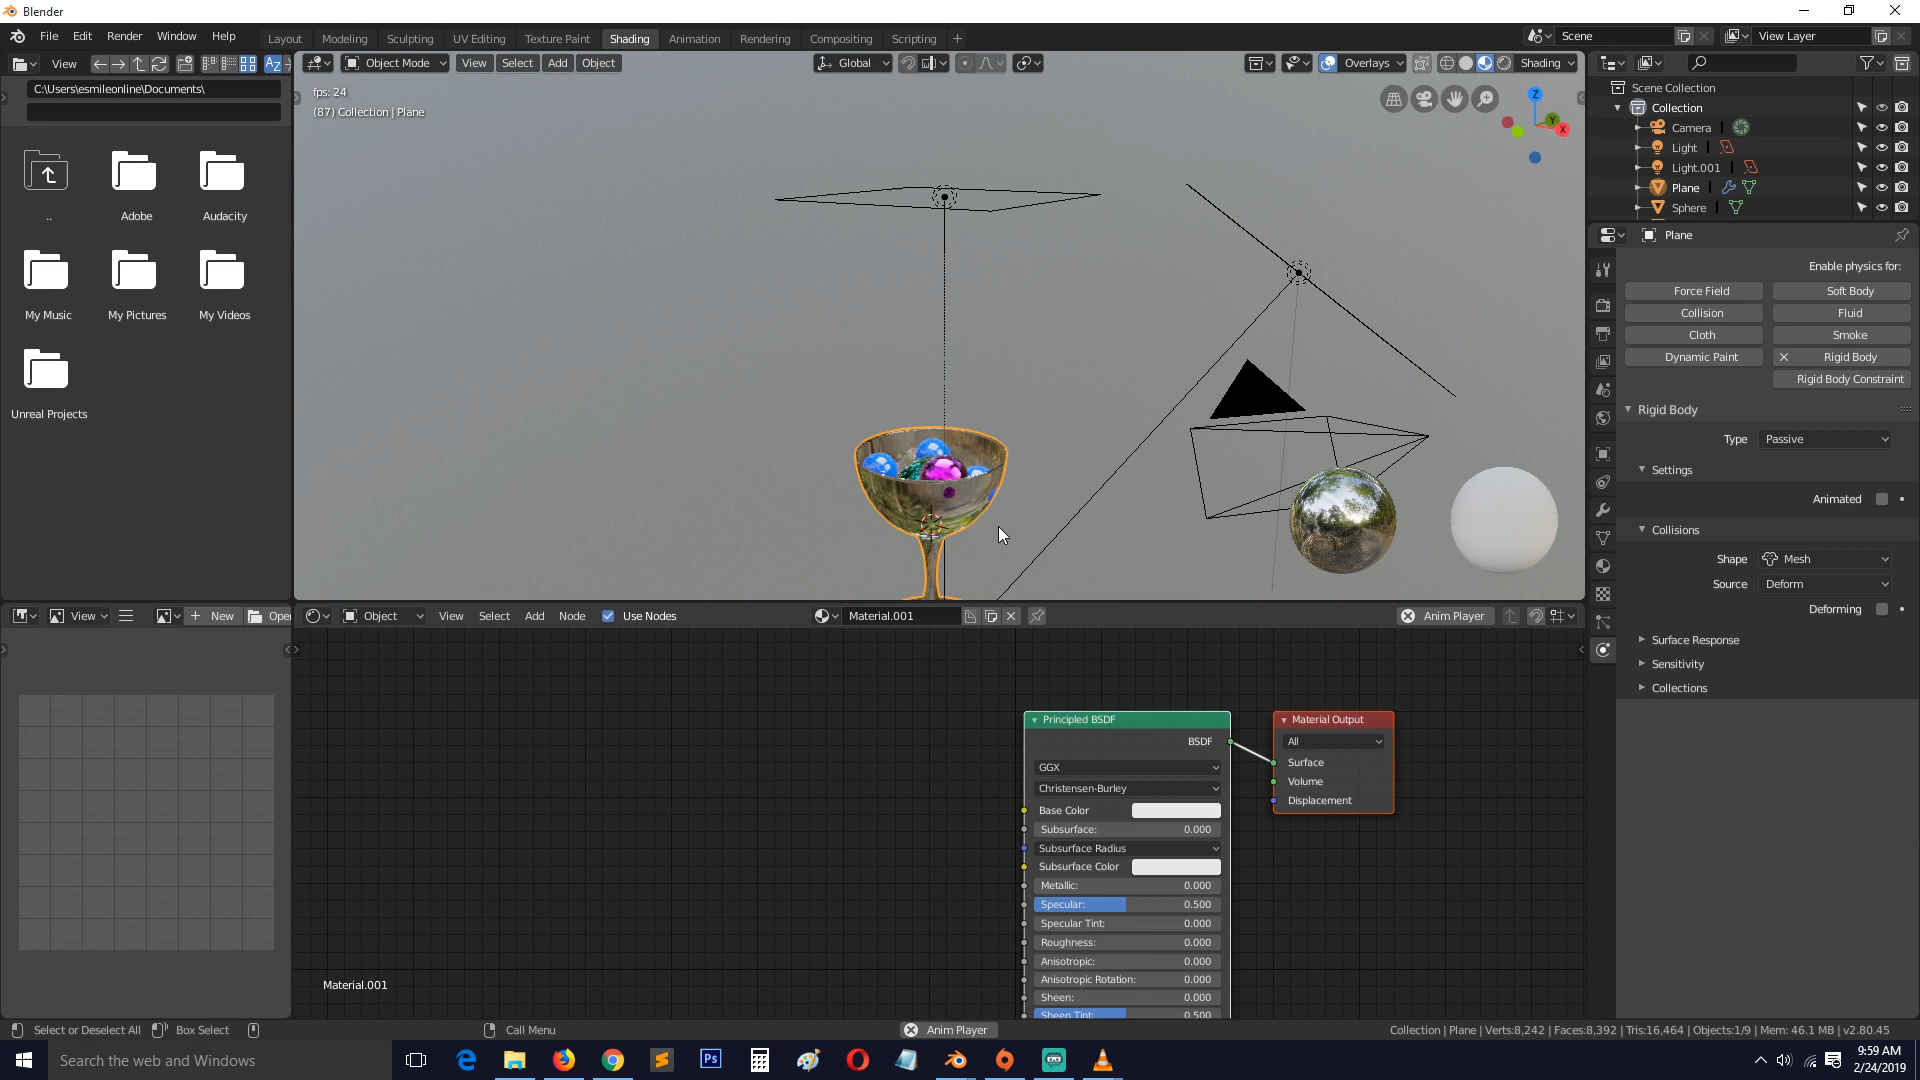 Blender
File Edit Render Window Help
Layout Modeling Sculpting UV Editing Texture Paint Shading Animation Rendering Compositing Scripting +
Scene
View Layer
View
Object Mode View Select Add Object
Global
Overlays
Shading
C:\Users\esmileonline\Documents\
fps: 24
(87) Collection | Plane
Z
Y
X
Scene Collection
Collection
Camera
Light
Light.001
Plane
Sphere
..
Adobe
Audacity
My Music
My Pictures
My Videos
Unreal Projects
Plane
Enable physics for:
Force Field
Soft Body
Collision
Fluid
Cloth
Smoke
Dynamic Paint
Rigid Body
Rigid Body Constraint
Rigid Body
Type Passive
Settings
Animated
Collisions
Shape Mesh
Source Deform
Deforming
Surface Response
Sensitivity
Collections
View
+ New
Open
Object View Select Add Node Use Nodes
Material.001
Anim Player
Principled BSDF
BSDF
GGX
Christensen-Burley
Base Color
Subsurface: 0.000
Subsurface Radius
Subsurface Color
Metallic: 0.000
Specular: 0.500
Specular Tint: 0.000
Roughness: 0.000
Anisotropic: 0.000
Anisotropic Rotation: 0.000
Sheen: 0.000
Sheen Tint: 0.500
Material Output
All
Surface
Volume
Displacement
Material.001
Select or Deselect All
Box Select
Call Menu
Anim Player
Collection | Plane | Verts:8,242 | Faces:8,392 | Tris:16,464 | Objects:1/9 | Mem: 46.1 MB | v2.80.45
Search the web and Windows
Ps
9:59 AM
2/24/2019